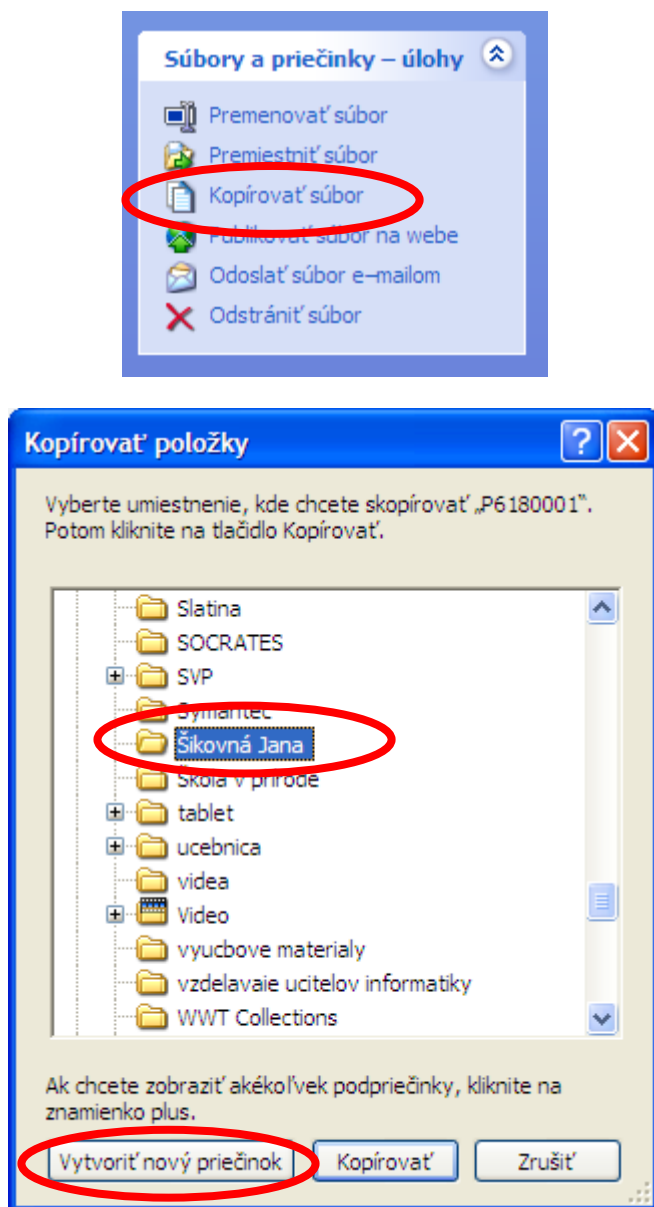 Súbory a priečinky – úlohy
Premenovať súbor
Premiestniť súbor
Kopírovať súbor
Publikovať súbor na webe
Odoslať súbor e–mailom
Odstrániť súbor
Kopírovať položky
Vyberte umiestnenie, kde chcete skopírovať „P6180001“.
Potom kliknite na tlačidlo Kopírovať.
Slatina
SOCRATES
SVP
Symantec
Šikovná Jana
Škola v prírode
tablet
ucebnica
videa
Video
vyucbove materialy
vzdelavaie ucitelov informatiky
WWT Collections
Ak chcete zobraziť akékoľvek podpriečinky, kliknite na
znamienko plus.
Vytvoriť nový priečinok Kopírovať Zrušiť